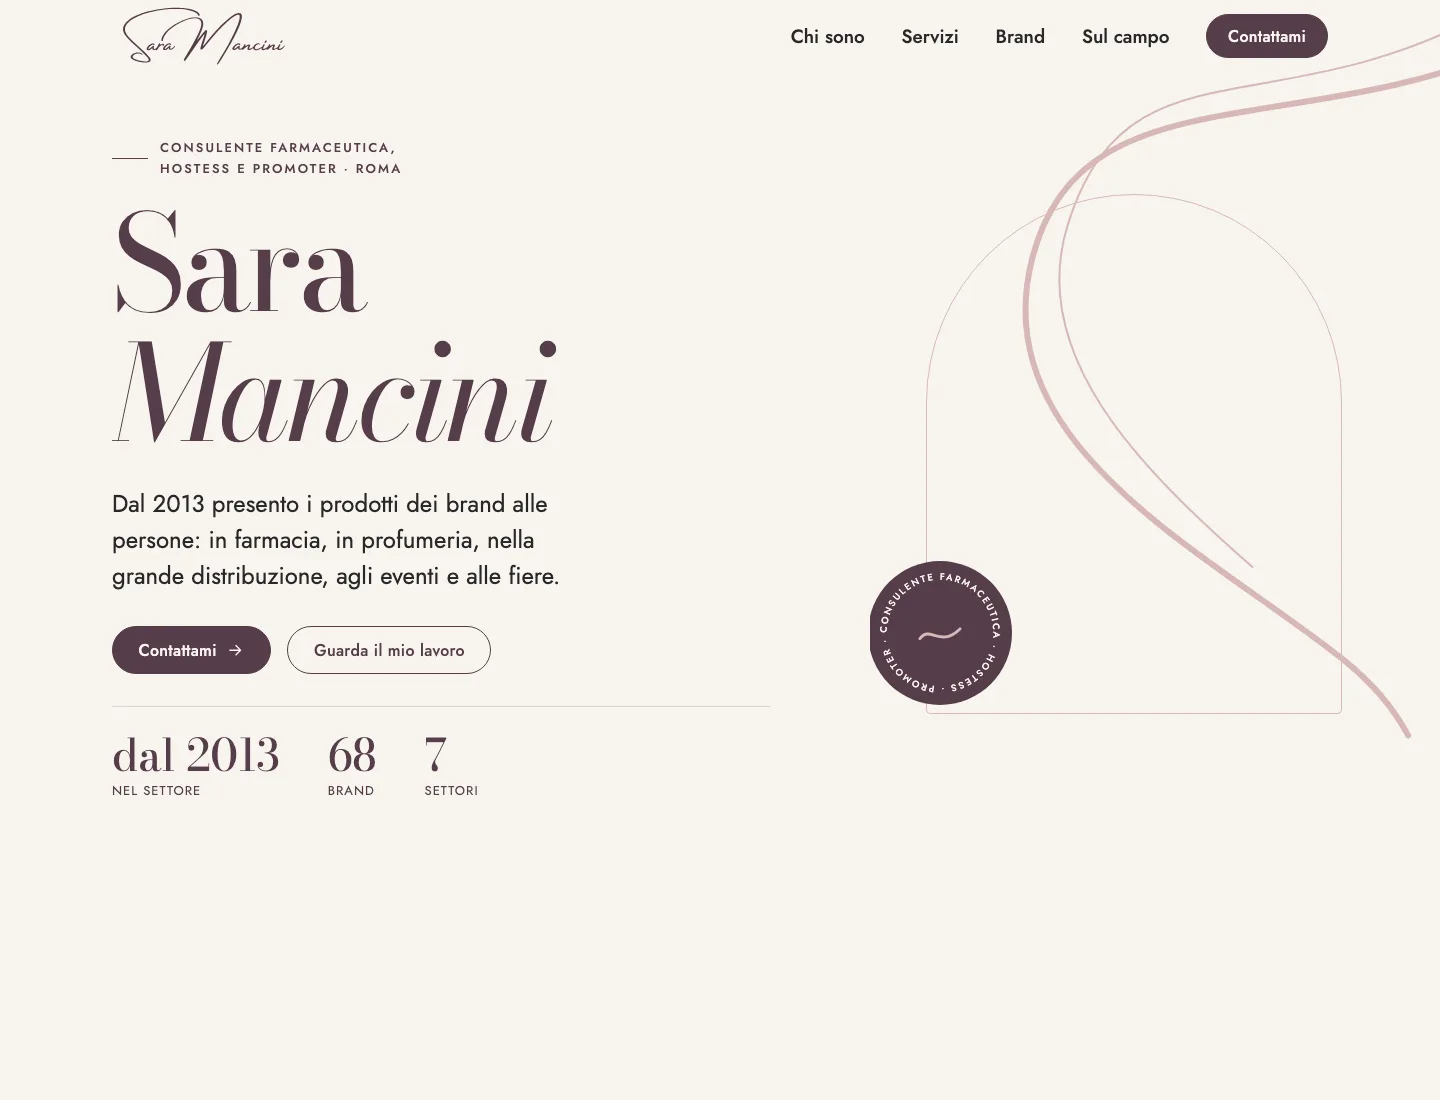 Sara Mancini
Chi sono
Servizi
Brand
Sul campo
Contattami
CONSULENTE FARMACEUTICA,
HOSTESS E PROMOTER · ROMA
Sara
Mancini
Dal 2013 presento i prodotti dei brand alle
persone: in farmacia, in profumeria, nella
grande distribuzione, agli eventi e alle fiere.
Contattami →
Guarda il mio lavoro
CONSULENTE FARMACEUTICA · HOSTESS · PROMOTER ·
dal 2013
NEL SETTORE
68
BRAND
7
SETTORI